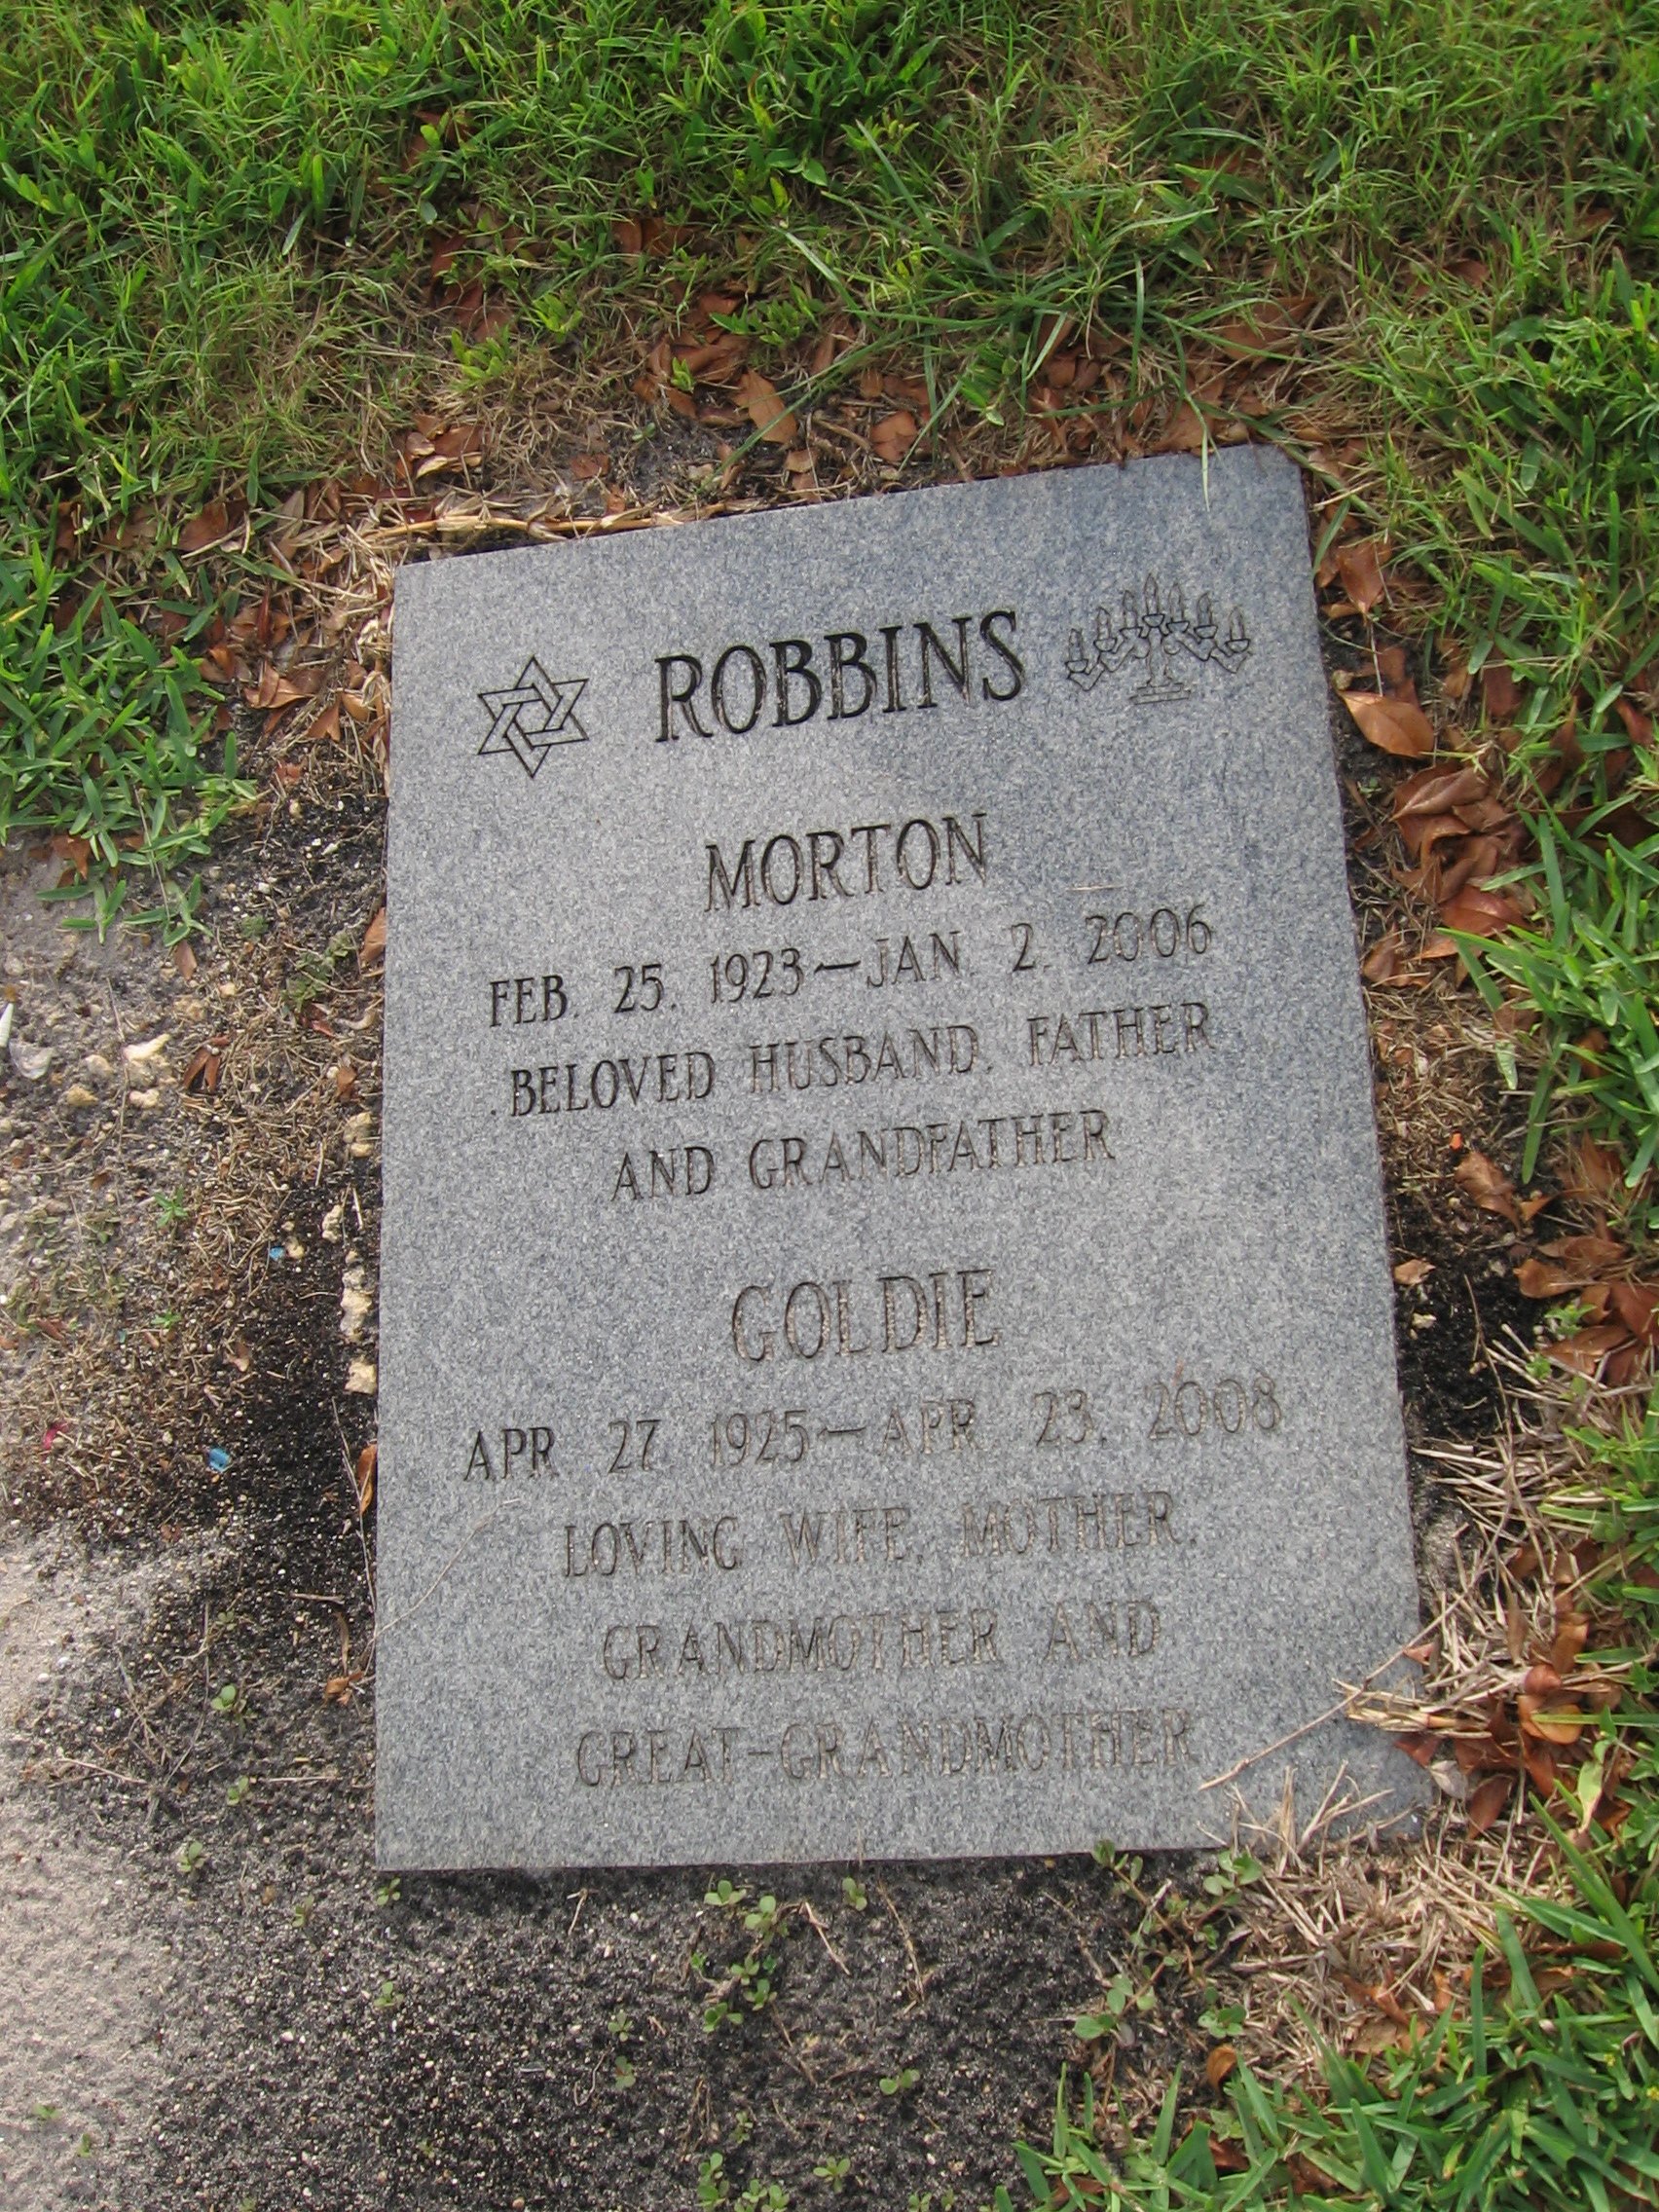 ROBBINS
MORTON
FEB. 25. 1923—JAN. 2. 2006
BELOVED HUSBAND, FATHER
AND GRANDFATHER
GOLDIE
APR. 27. 1925—APR. 23. 2008
LOVING WIFE, MOTHER,
GRANDMOTHER AND
GREAT-GRANDMOTHER